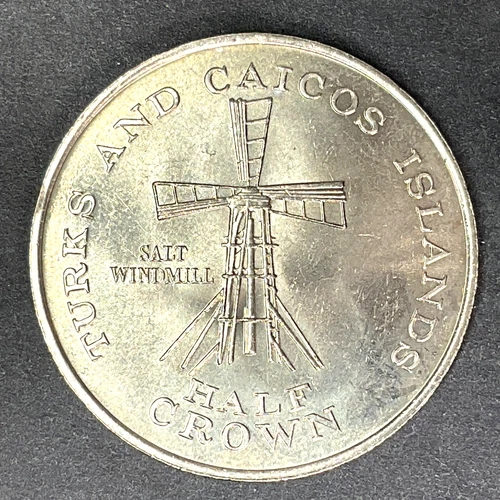 TURKS AND CAICOS ISLANDS
SALT
WINDMILL
HALF
CROWN